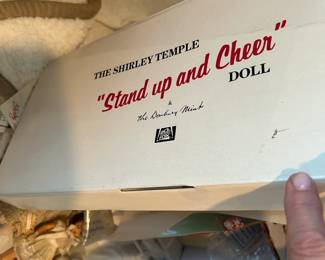 THE SHIRLEY TEMPLE
"Stand up and Cheer"
DOLL
&
The Danbury Mint